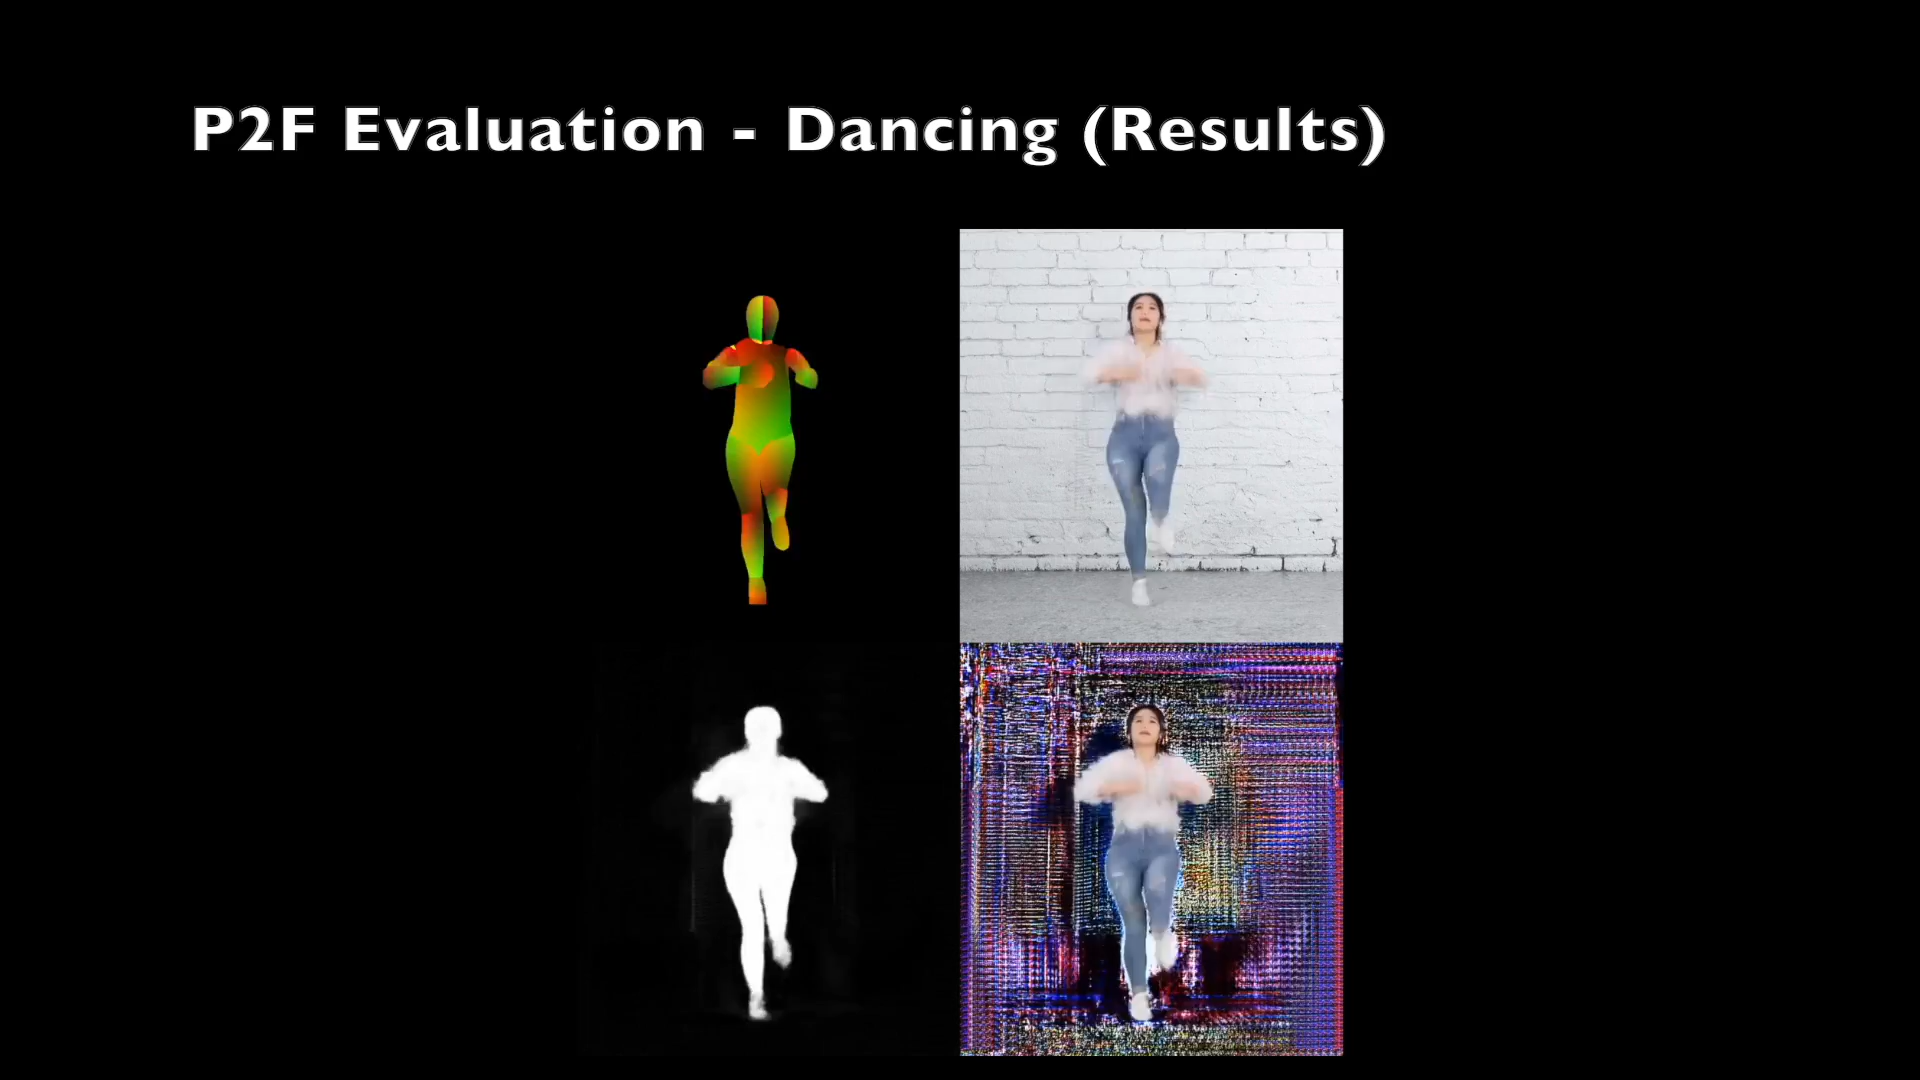 P2F Evaluation - Dancing (Results)